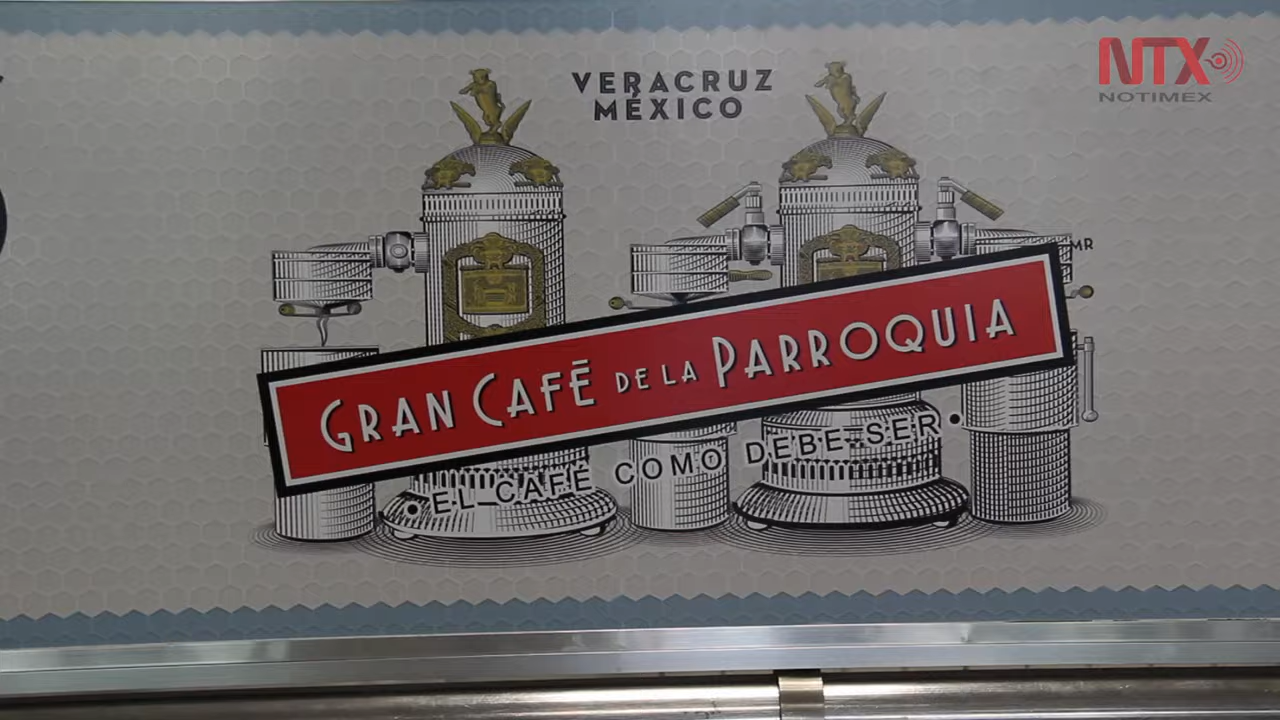 VERACRUZ
MÉXICO
NTX
NOTIMEX
MR
GRAN CAFÉ DE LA PARROQUIA
• EL CAFÉ COMO DEBE SER •